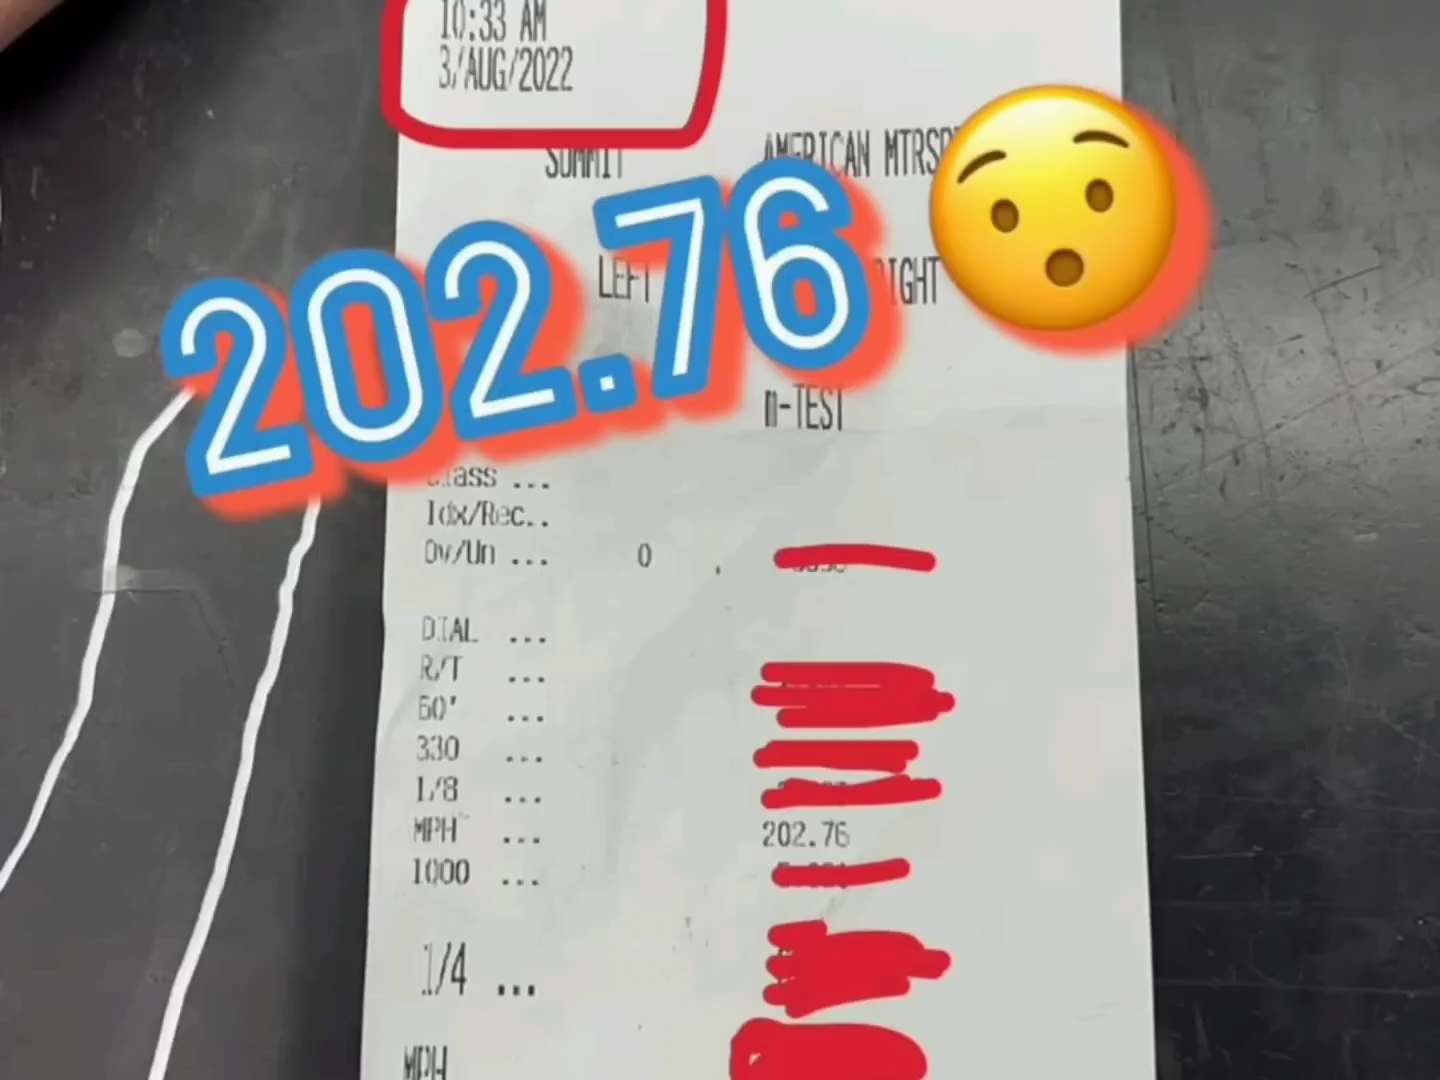 10:33 AM
3/AUG/2022
SUMMIT AMERICAN
202.76
LEFT RIGHT
m-TEST
Class ...
Idx/Rec..
Ov/Un ... 0 .
DIAL ...
R/T ...
60' ...
330 ...
1/8 ...
MPH ... 202.76
1000 ...
1/4 ...
MPH